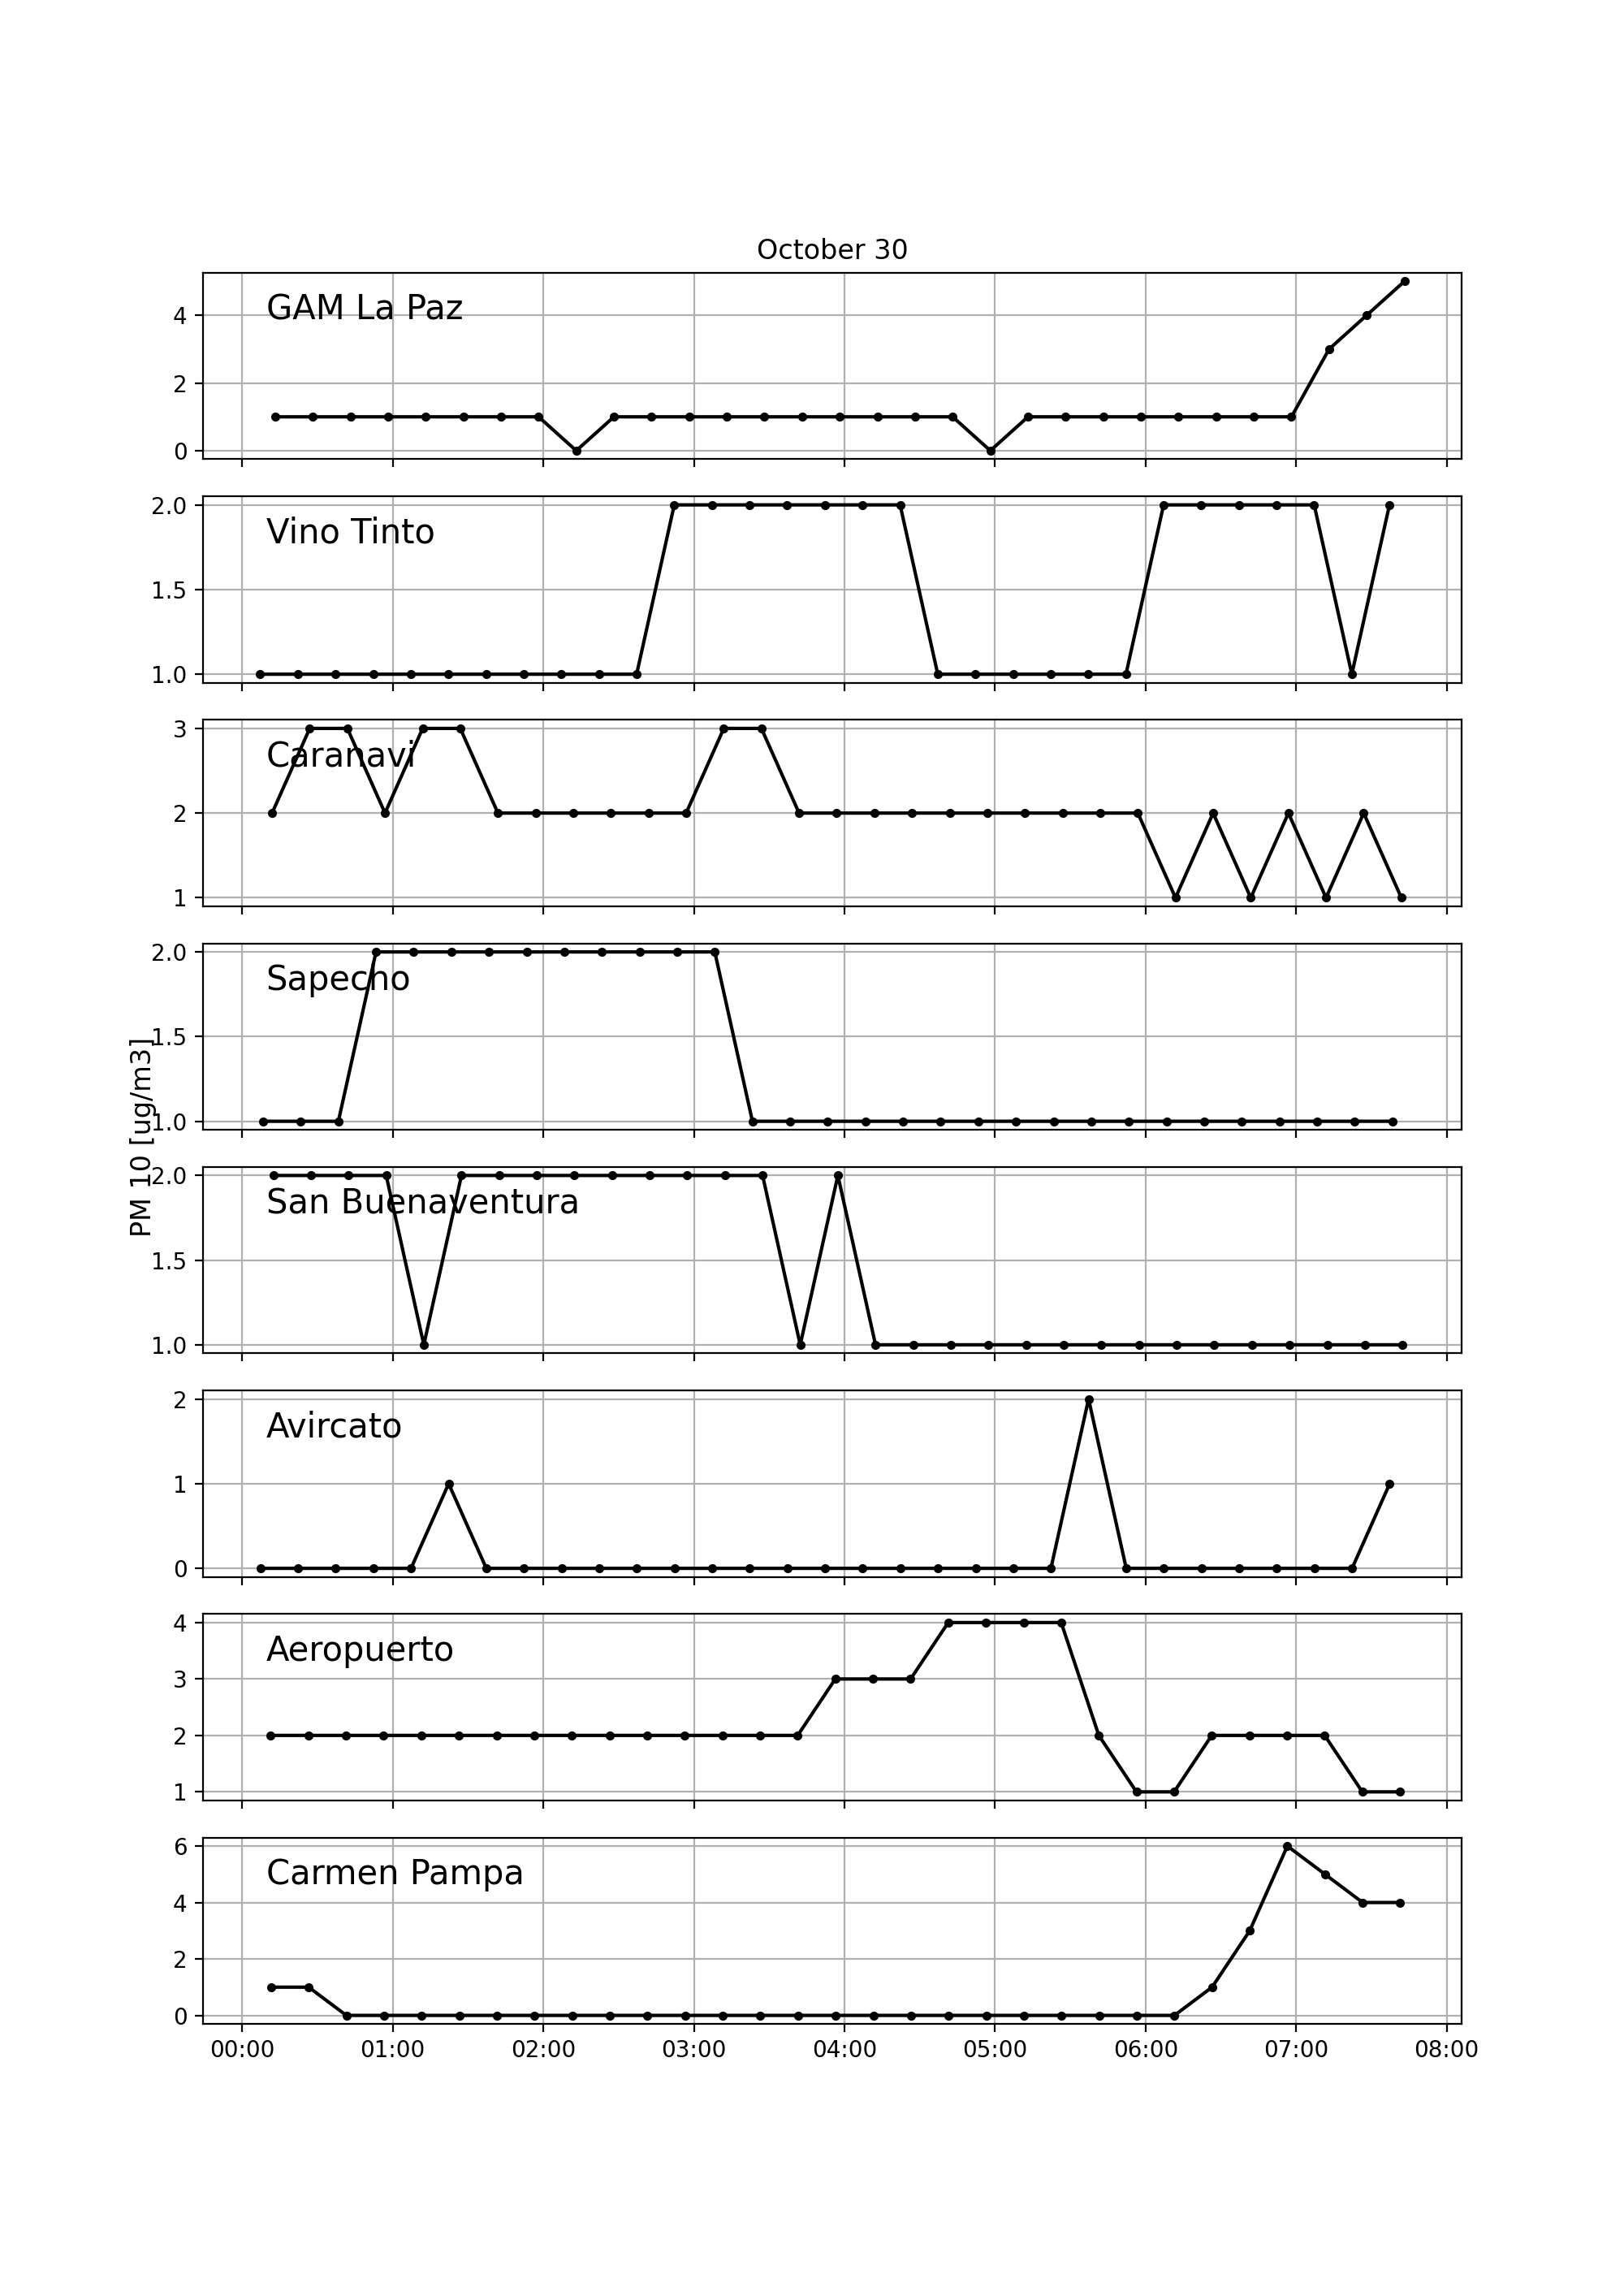 October 30
GAM La Paz
4
2
0
Vino Tinto
2.0
1.5
1.0
Caranavi
3
2
1
Sapecho
2.0
1.5
1.0
PM 10 [ug/m3]
San Buenaventura
2.0
1.5
1.0
Avircato
2
1
0
Aeropuerto
4
3
2
1
Carmen Pampa
6
4
2
0
00:00 01:00 02:00 03:00 04:00 05:00 06:00 07:00 08:00